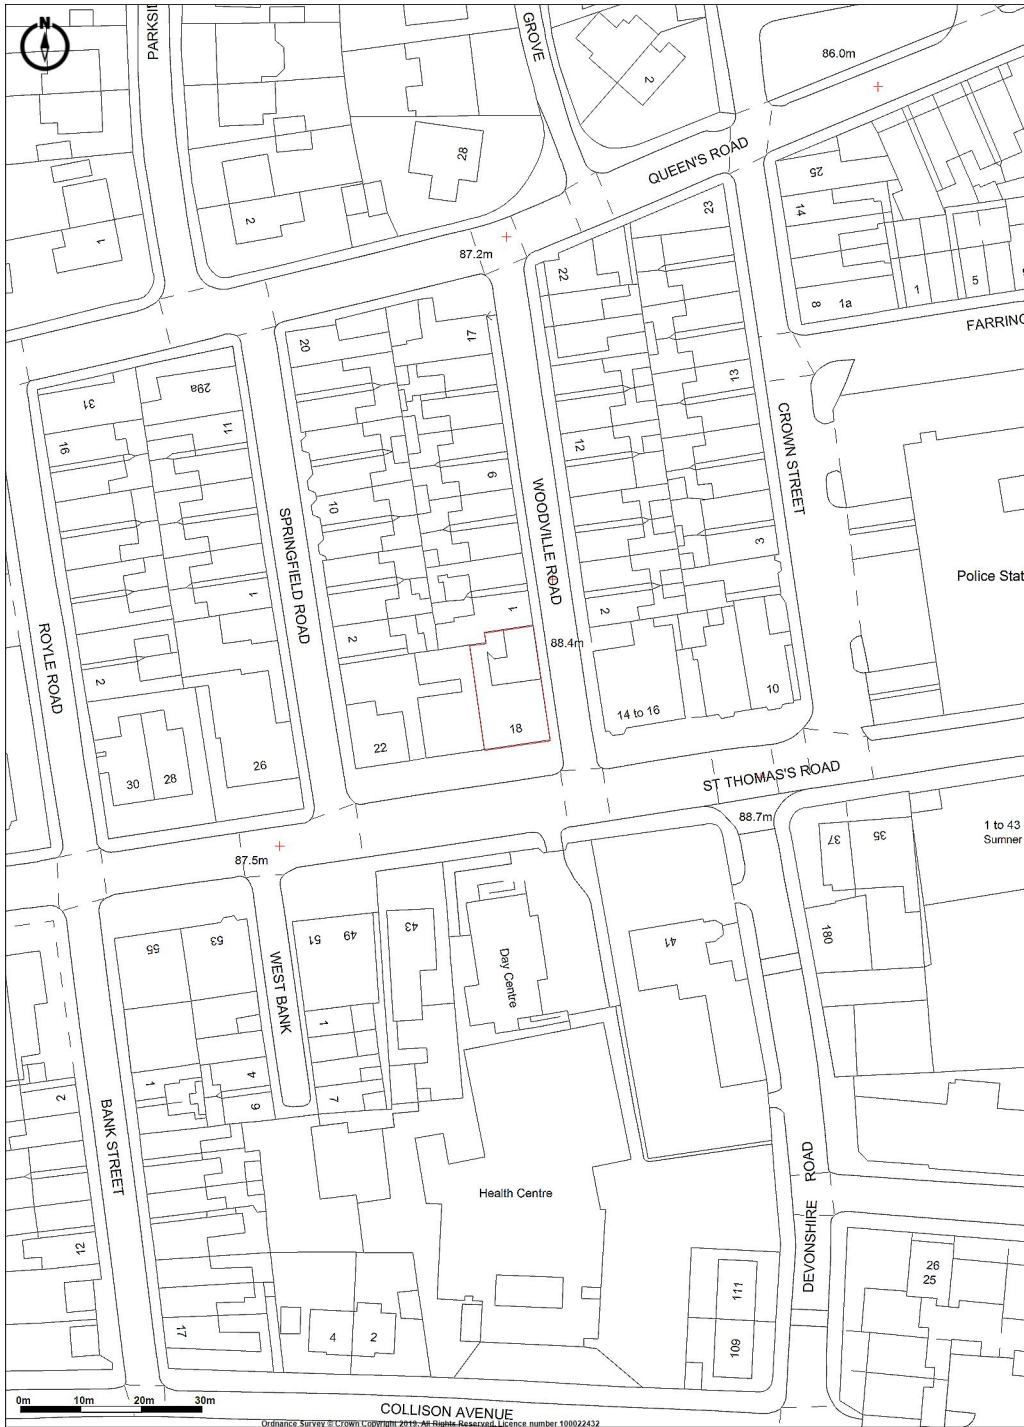 N
PARKSI
GROVE
86.0m
2
28
QUEEN'S ROAD
25
2
23
14
1
87.2m
22
1
5
8
1a
FARRING
17
20
13
31
29a
CROWN STREET
11
16
12
9
10
WOODVILLE ROAD
SPRINGFIELD ROAD
3
Police Stat
1
1
2
ROYLE ROAD
2
88.4m
2
10
14 to 16
18
22
26
28
30
ST THOMAS'S ROAD
88.7m
1 to 43
Sumner
37
35
87.5m
43
180
51
49
41
53
55
Day Centre
WEST BANK
1
1
4
2
7
6
BANK STREET
DEVONSHIRE ROAD
Health Centre
12
26
25
111
17
4
2
109
0m
10m
20m
30m
COLLISON AVENUE
Ordnance Survey © Crown Copyright 2019. All Rights Reserved. Licence number 100022432